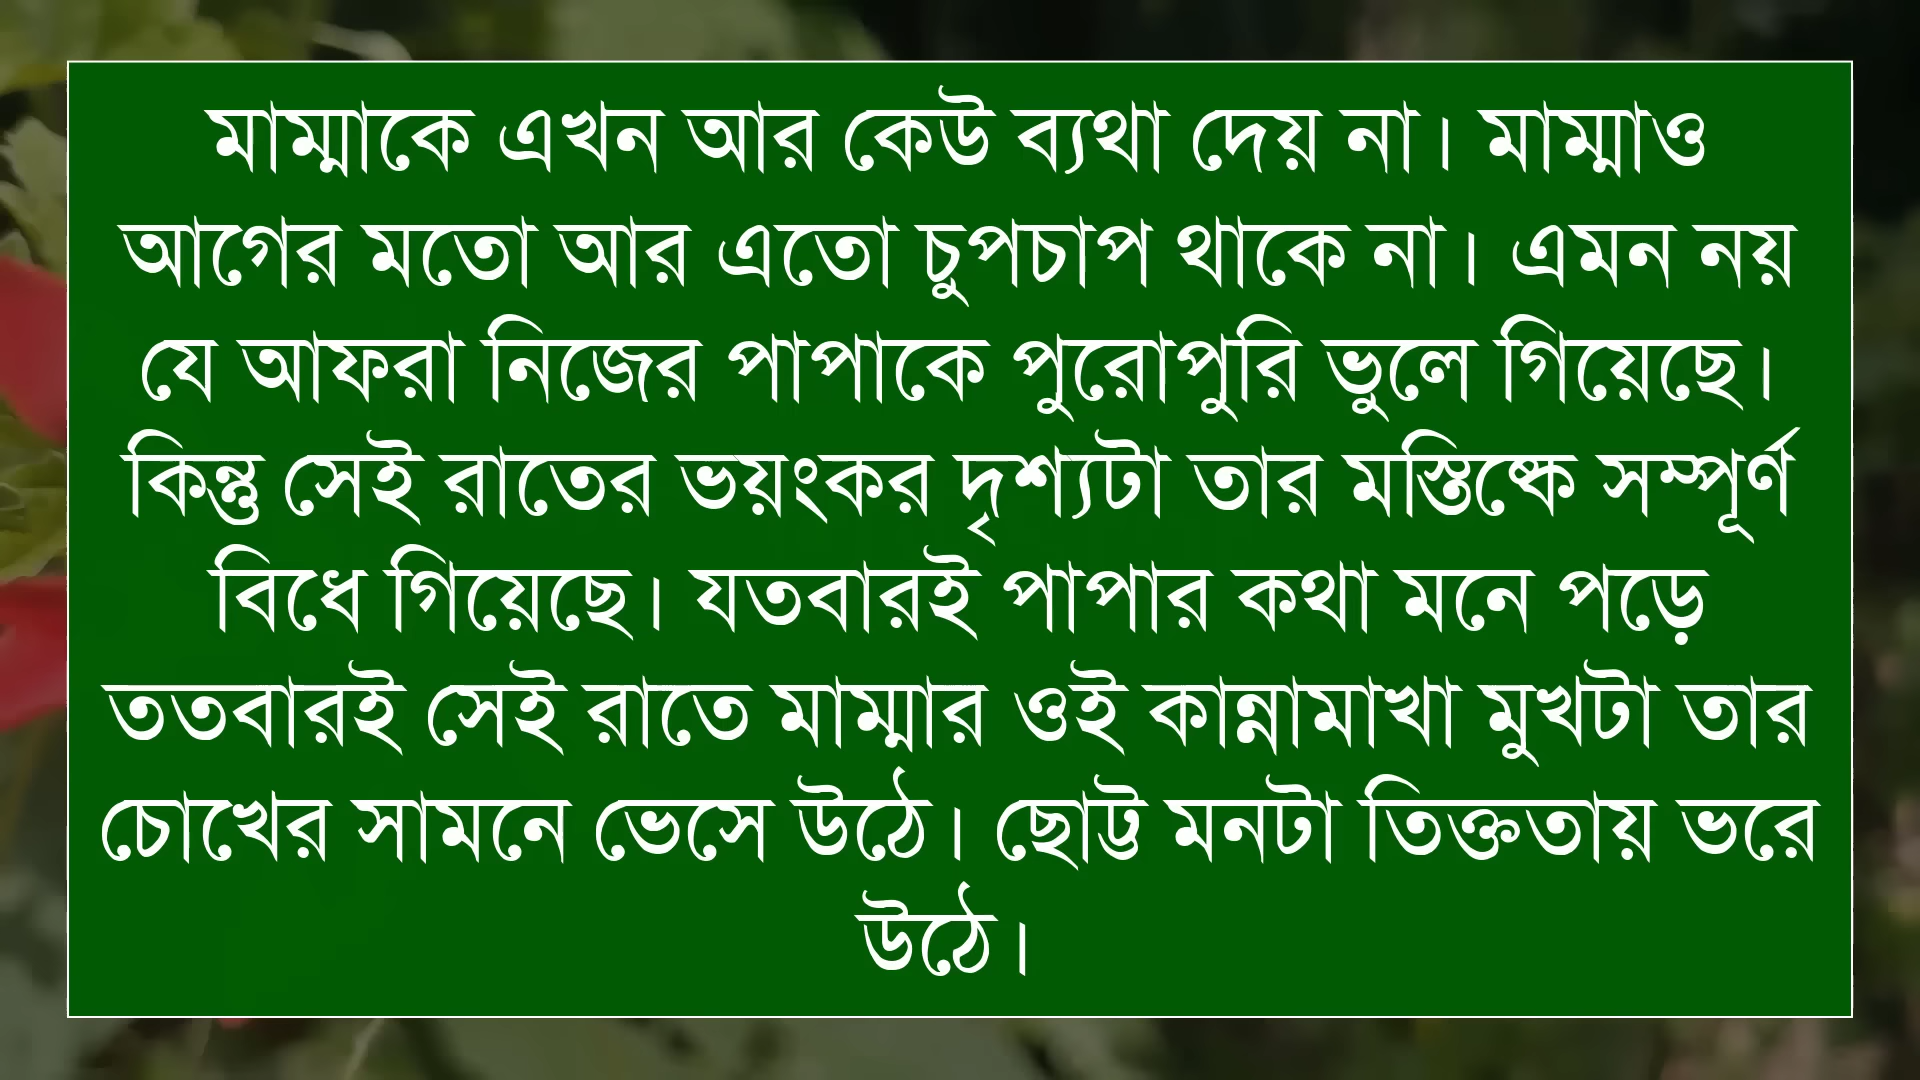 মাম্মাকে এখন আর কেউ ব্যথা দেয় না। মাম্মাও
আগের মতো আর এতো চুপচাপ থাকে না। এমন নয়
যে আফরা নিজের পাপাকে পুরোপুরি ভুলে গিয়েছে।
কিন্তু সেই রাতের ভয়ংকর দৃশ্যটা তার মস্তিষ্কে সম্পূর্ণ
বিধে গিয়েছে। যতবারই পাপার কথা মনে পড়ে
ততবারই সেই রাতে মাম্মার ওই কান্নামাখা মুখটা তার
চোখের সামনে ভেসে উঠে। ছোট্ট মনটা তিক্ততায় ভরে
উঠে।